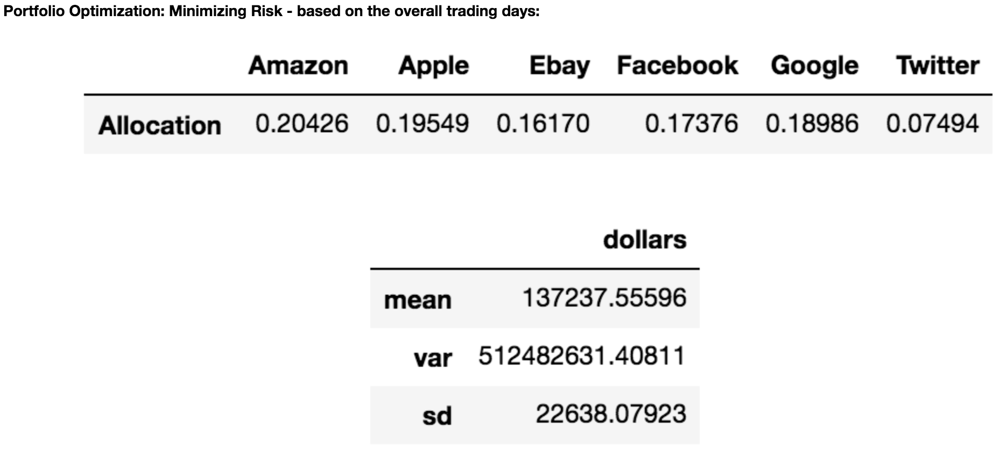 Portfolio Optimization: Minimizing Risk - based on the overall trading days:
Amazon Apple Ebay Facebook Google Twitter
Allocation 0.20426 0.19549 0.16170 0.17376 0.18986 0.07494
dollars
mean 137237.55596
var 512482631.40811
sd 22638.07923